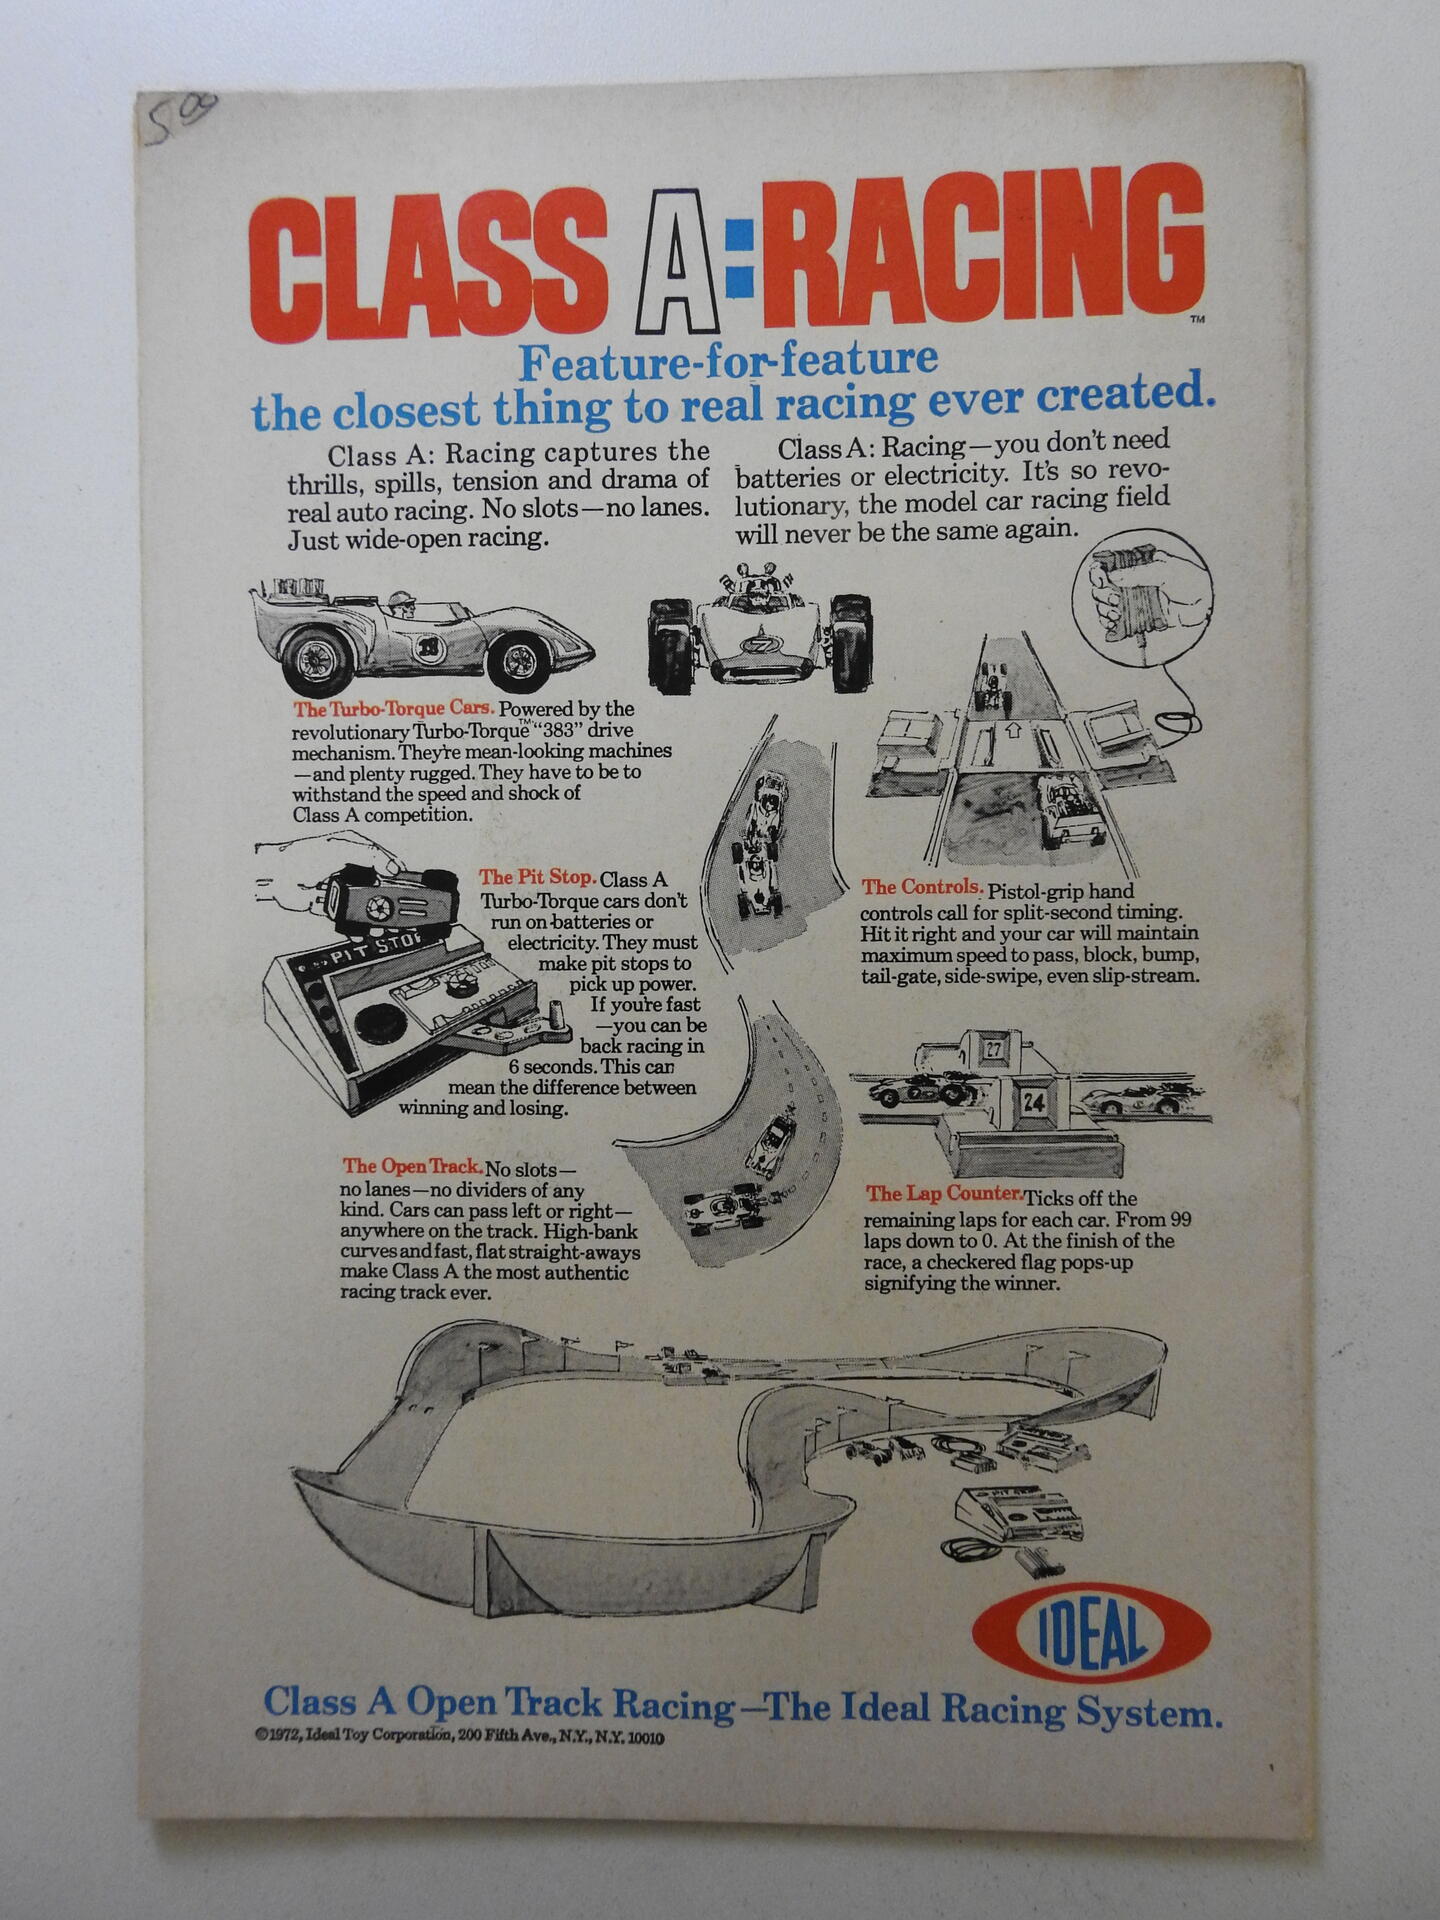 5 00
CLASS A:RACING
TM
Feature-for-feature
the closest thing to real racing ever created.
Class A: Racing captures the
thrills, spills, tension and drama of
real auto racing. No slots—no lanes.
Just wide-open racing.
Class A: Racing—you don't need
batteries or electricity. It's so revo-
lutionary, the model car racing field
will never be the same again.
The Turbo-Torque Cars. Powered by the
revolutionary Turbo-Torque™ "383" drive
mechanism. They're mean-looking machines
—and plenty rugged. They have to be to
withstand the speed and shock of
Class A competition.
PIT STOP
The Pit Stop. Class A
Turbo-Torque cars don't
run on batteries or
electricity. They must
make pit stops to
pick up power.
If you're fast
—you can be
back racing in
6 seconds. This can
mean the difference between
winning and losing.
The Controls. Pistol-grip hand
controls call for split-second timing.
Hit it right and your car will maintain
maximum speed to pass, block, bump,
tail-gate, side-swipe, even slip-stream.
27
24
The Open Track. No slots—
no lanes—no dividers of any
kind. Cars can pass left or right—
anywhere on the track. High-bank
curves and fast, flat straight-aways
make Class A the most authentic
racing track ever.
The Lap Counter. Ticks off the
remaining laps for each car. From 99
laps down to 0. At the finish of the
race, a checkered flag pops-up
signifying the winner.
IDEAL
Class A Open Track Racing—The Ideal Racing System.
©1972, Ideal Toy Corporation, 200 Fifth Ave., N.Y., N.Y. 10010